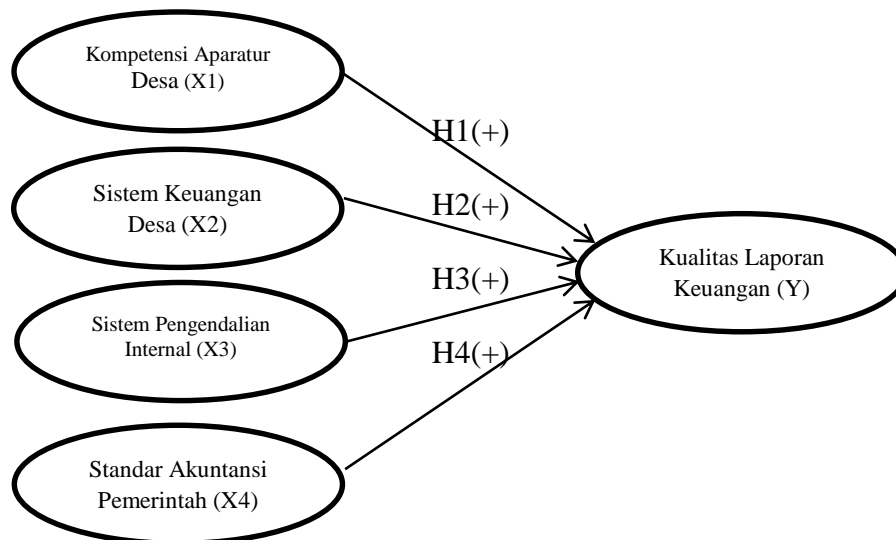 Kompetensi Aparatur
Desa (X1)
H1(+)
Sistem Keuangan
Desa (X2)
H2(+)
Kualitas Laporan
Keuangan (Y)
H3(+)
Sistem Pengendalian
Internal (X3)
H4(+)
Standar Akuntansi
Pemerintah (X4)